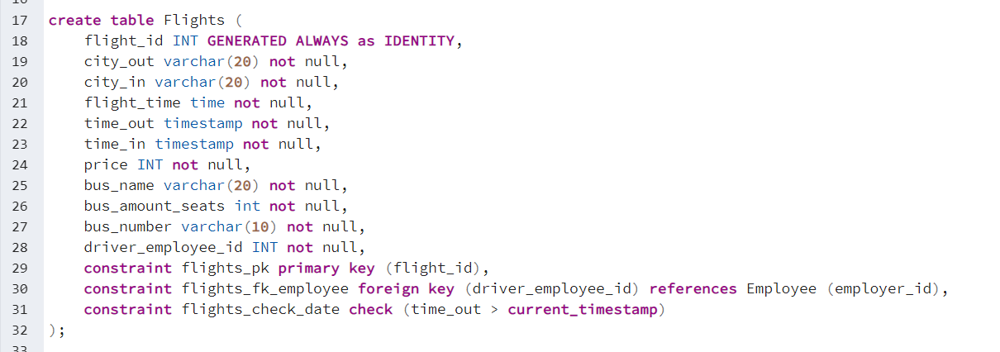 17 create table Flights (
18 flight_id INT GENERATED ALWAYS as IDENTITY,
19 city_out varchar(20) not null,
20 city_in varchar(20) not null,
21 flight_time time not null,
22 time_out timestamp not null,
23 time_in timestamp not null,
24 price INT not null,
25 bus_name varchar(20) not null,
26 bus_amount_seats int not null,
27 bus_number varchar(10) not null,
28 driver_employee_id INT not null,
29 constraint flights_pk primary key (flight_id),
30 constraint flights_fk_employee foreign key (driver_employee_id) references Employee (employer_id),
31 constraint flights_check_date check (time_out > current_timestamp)
32 );